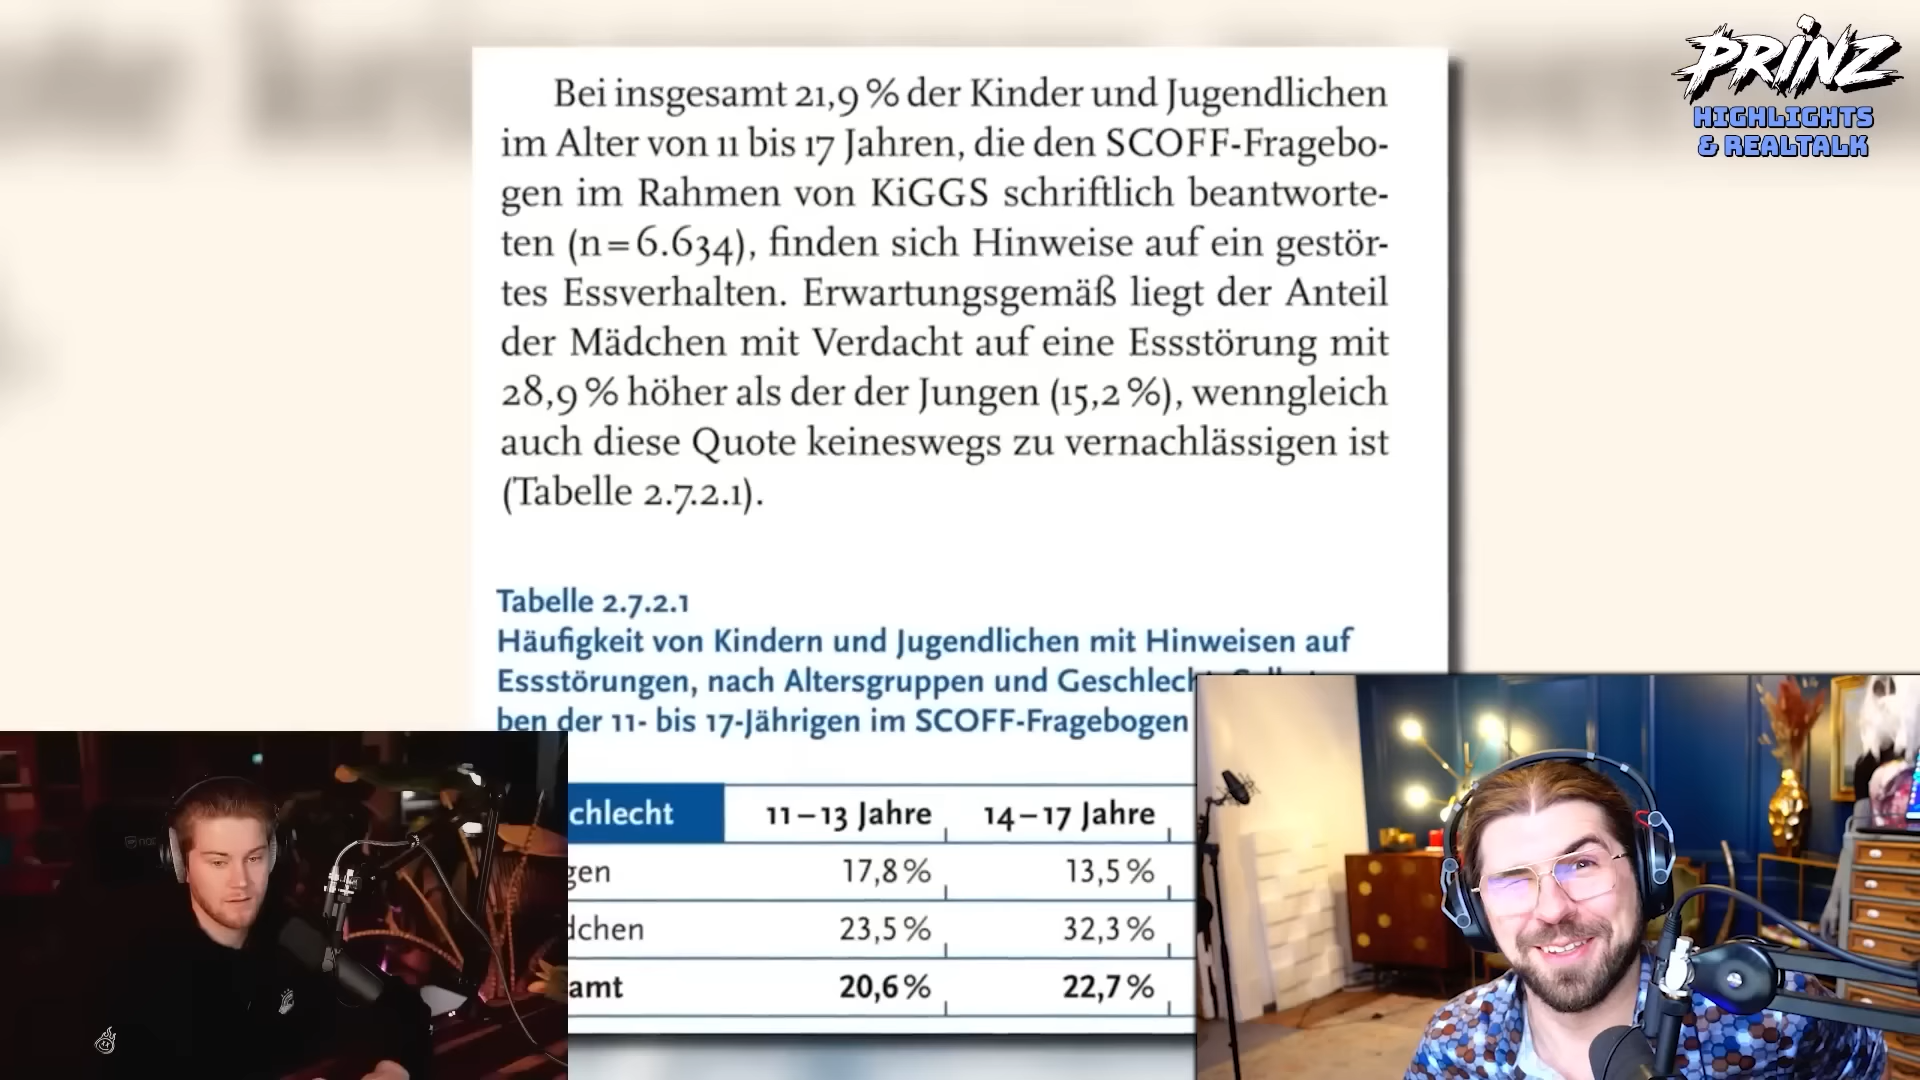 PRINZ
HIGHLIGHTS
& REALTALK
Bei insgesamt 21,9 % der Kinder und Jugendlichen
im Alter von 11 bis 17 Jahren, die den SCOFF-Fragebo-
gen im Rahmen von KiGGS schriftlich beantworte-
ten (n = 6.634), finden sich Hinweise auf ein gestör-
tes Essverhalten. Erwartungsgemäß liegt der Anteil
der Mädchen mit Verdacht auf eine Essstörung mit
28,9 % höher als der der Jungen (15,2 %), wenngleich
auch diese Quote keineswegs zu vernachlässigen ist
(Tabelle 2.7.2.1).
Tabelle 2.7.2.1
Häufigkeit von Kindern und Jugendlichen mit Hinweisen auf
Essstörungen, nach Altersgruppen und Geschlecht
ben der 11- bis 17-Jährigen im SCOFF-Fragebogen
chlecht 11–13 Jahre 14–17 Jahre
gen 17,8 % 13,5 %
dchen 23,5 % 32,3 %
amt 20,6 % 22,7 %